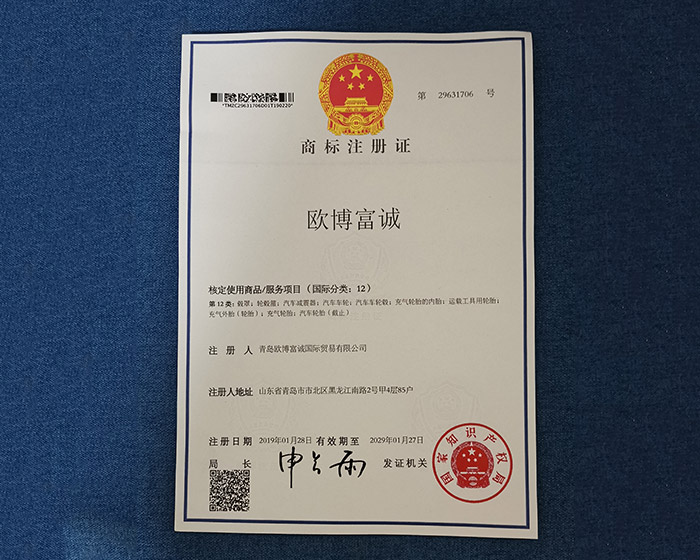 *TMZC29631706D01T190220*
第 29631706 号
商标注册证
欧博富诚
核定使用商品/服务项目（国际分类：12）
第12类：毂罩；轮毂箍；汽车减震器；汽车车轮；汽车车轮毂；充气轮胎的内胎；运载工具用轮胎；
充气外胎（轮胎）；充气轮胎；汽车轮胎（截止）
注 册 人 青岛欧博富诚国际贸易有限公司
注册人地址 山东省青岛市市北区黑龙江南路2号甲4层85户
注册日期 2019年01月28日 有效期至 2029年01月27日
局 长 申长雨 发证机关
国家知识产权局